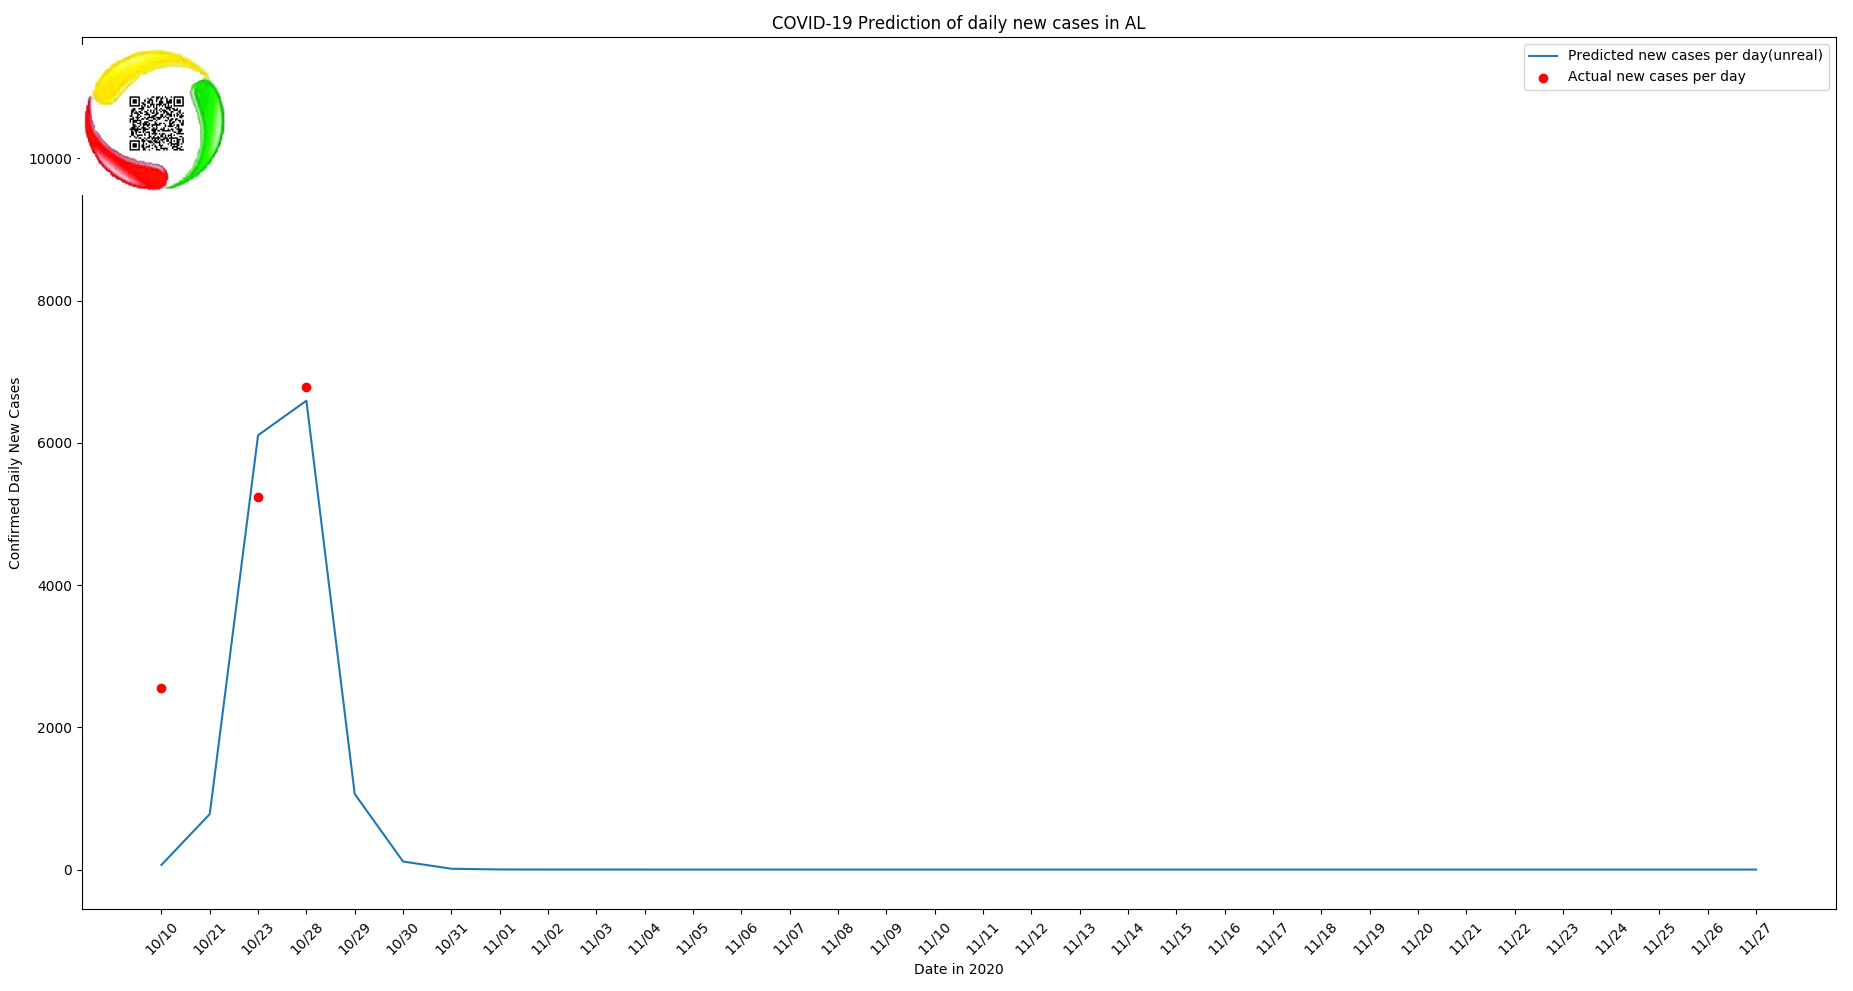 COVID-19 Prediction of daily new cases in AL
Predicted new cases per day(unreal)
Actual new cases per day
Confirmed Daily New Cases
10000
8000
6000
4000
2000
0
10/10 10/21 10/23 10/28 10/29 10/30 10/31 11/01 11/02 11/03 11/04 11/05 11/06 11/07 11/08 11/09 11/10 11/11 11/12 11/13 11/14 11/15 11/16 11/17 11/18 11/19 11/20 11/21 11/22 11/23 11/24 11/25 11/26 11/27
Date in 2020